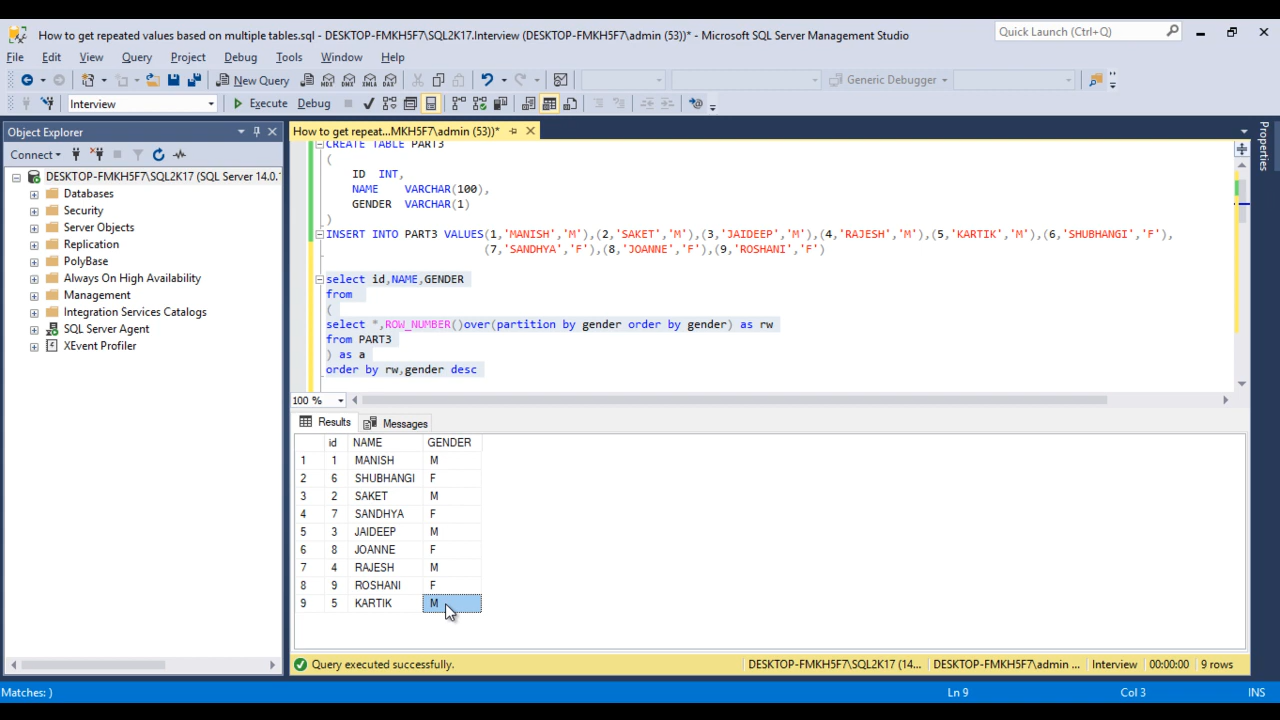 How to get repeated values based on multiple tables.sql - DESKTOP-FMKH5F7\SQL2K17.Interview (DESKTOP-FMKH5F7\admin (53))* - Microsoft SQL Server Management Studio
Quick Launch (Ctrl+Q)
File Edit View Query Project Debug Tools Window Help
New Query
MDX DMX XMLA DAX
Generic Debugger
Interview
Execute Debug
Object Explorer
How to get repeat...MKH5F7\admin (53))*
Properties
Connect
DESKTOP-FMKH5F7\SQL2K17 (SQL Server 14.0.
Databases
Security
Server Objects
Replication
PolyBase
Always On High Availability
Management
Integration Services Catalogs
SQL Server Agent
XEvent Profiler
CREATE TABLE PART3
(
ID INT,
NAME VARCHAR(100),
GENDER VARCHAR(1)
)
INSERT INTO PART3 VALUES(1,'MANISH','M'),(2,'SAKET','M'),(3,'JAIDEEP','M'),(4,'RAJESH','M'),(5,'KARTIK','M'),(6,'SHUBHANGI','F'),
(7,'SANDHYA','F'),(8,'JOANNE','F'),(9,'ROSHANI','F')
select id,NAME,GENDER
from
(
select *,ROW_NUMBER()over(partition by gender order by gender) as rw
from PART3
) as a
order by rw,gender desc
100 %
Results Messages
id NAME GENDER
1 1 MANISH M
2 6 SHUBHANGI F
3 2 SAKET M
4 7 SANDHYA F
5 3 JAIDEEP M
6 8 JOANNE F
7 4 RAJESH M
8 9 ROSHANI F
9 5 KARTIK M
Query executed successfully.
DESKTOP-FMKH5F7\SQL2K17 (14... DESKTOP-FMKH5F7\admin ... Interview 00:00:00 9 rows
Matches: )
Ln 9 Col 3 INS